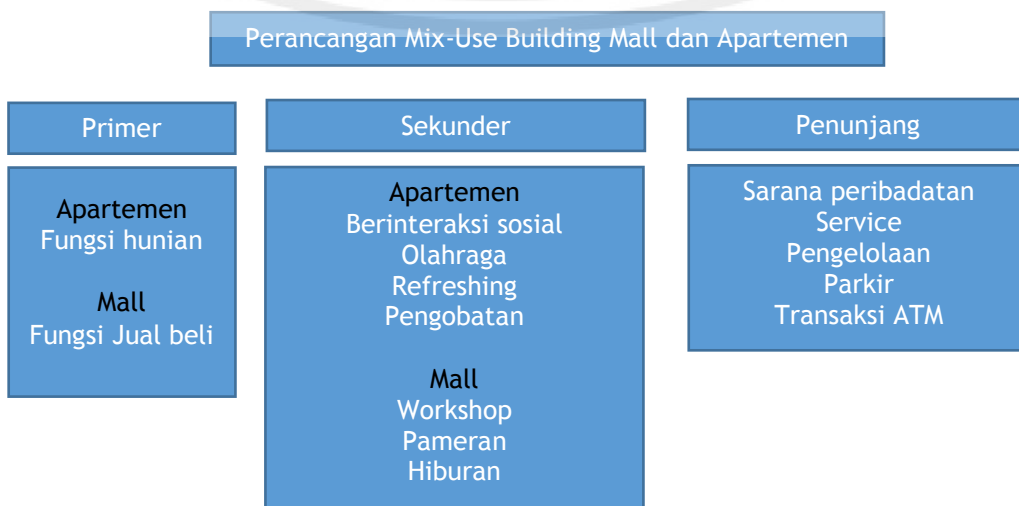 Perancangan Mix-Use Building Mall dan Apartemen
Primer
Apartemen
Fungsi hunian
Mall
Fungsi Jual beli
Sekunder
Apartemen
Berinteraksi sosial
Olahraga
Refreshing
Pengobatan
Mall
Workshop
Pameran
Hiburan
Penunjang
Sarana peribadatan
Service
Pengelolaan
Parkir
Transaksi ATM